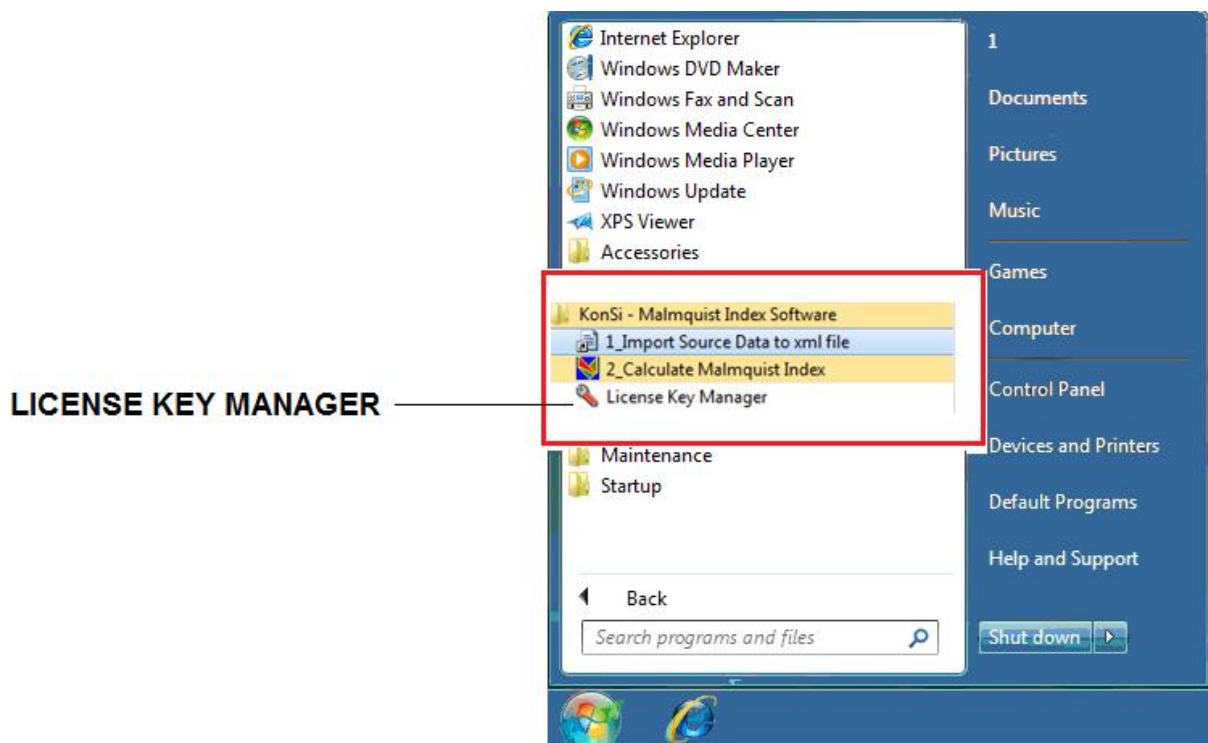 Internet Explorer
Windows DVD Maker
Windows Fax and Scan
Windows Media Center
Windows Media Player
Windows Update
XPS Viewer
Accessories
KonSi - Malmquist Index Software
1_Import Source Data to xml file
2_Calculate Malmquist Index
License Key Manager
Maintenance
Startup
Back
Search programs and files
1
Documents
Pictures
Music
Games
Computer
Control Panel
Devices and Printers
Default Programs
Help and Support
Shut down
LICENSE KEY MANAGER